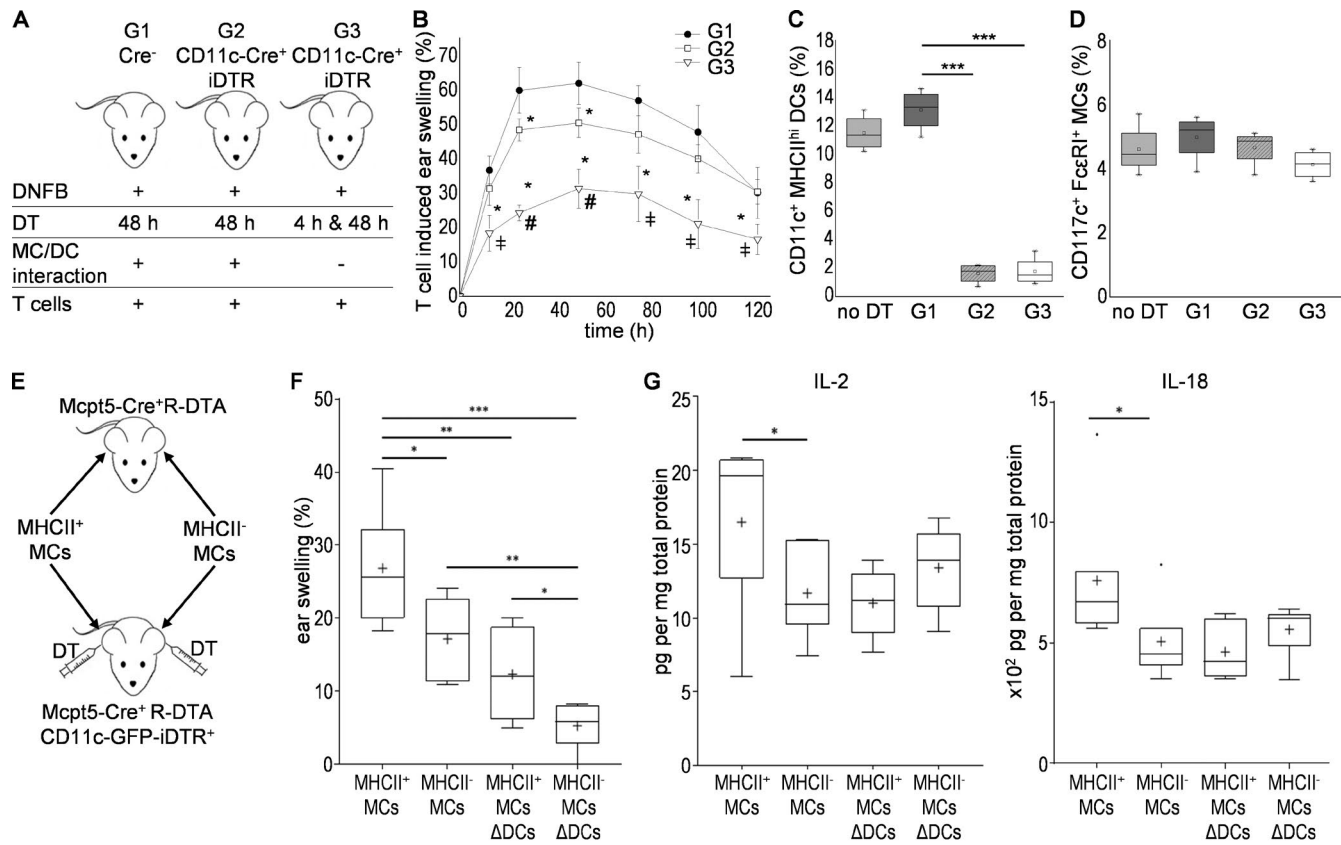 A
G1 G2 G3
Cre⁻ CD11c-Cre⁺ CD11c-Cre⁺
iDTR iDTR
DNFB + + +
DT 48 h 48 h 4 h & 48 h
MC/DC
interaction + + -
T cells + + +
B
T cell induced ear swelling (%)
G1
G2
G3
60
50
40
30
20
10
0
* *
* * * * * *
‡ # # ‡ ‡ ‡
0 20 40 60 80 100 120
time (h)
C
CD11c⁺ MHCIIʰⁱ DCs (%)
18
16
14
12
10
8
6
4
2
0
***
***
no DT G1 G2 G3
D
CD117c⁺ FcεRI⁺ MCs (%)
8
6
4
2
0
no DT G1 G2 G3
E
Mcpt5-Cre⁺R-DTA
MHCII⁺ MHCII⁻
MCs MCs
DT DT
Mcpt5-Cre⁺ R-DTA
CD11c-GFP-iDTR⁺
F
ear swelling (%)
50
40
30
20
10
0
***
**
*
**
*
MHCII⁺ MHCII⁻ MHCII⁺ MHCII⁻
MCs MCs MCs MCs
ΔDCs ΔDCs
G
IL-2
pg per mg total protein
25
20
15
10
5
0
*
MHCII⁺ MHCII⁻ MHCII⁺ MHCII⁻
MCs MCs MCs MCs
ΔDCs ΔDCs
IL-18
x10² pg per mg total protein
15
10
5
0
*
MHCII⁺ MHCII⁻ MHCII⁺ MHCII⁻
MCs MCs MCs MCs
ΔDCs ΔDCs